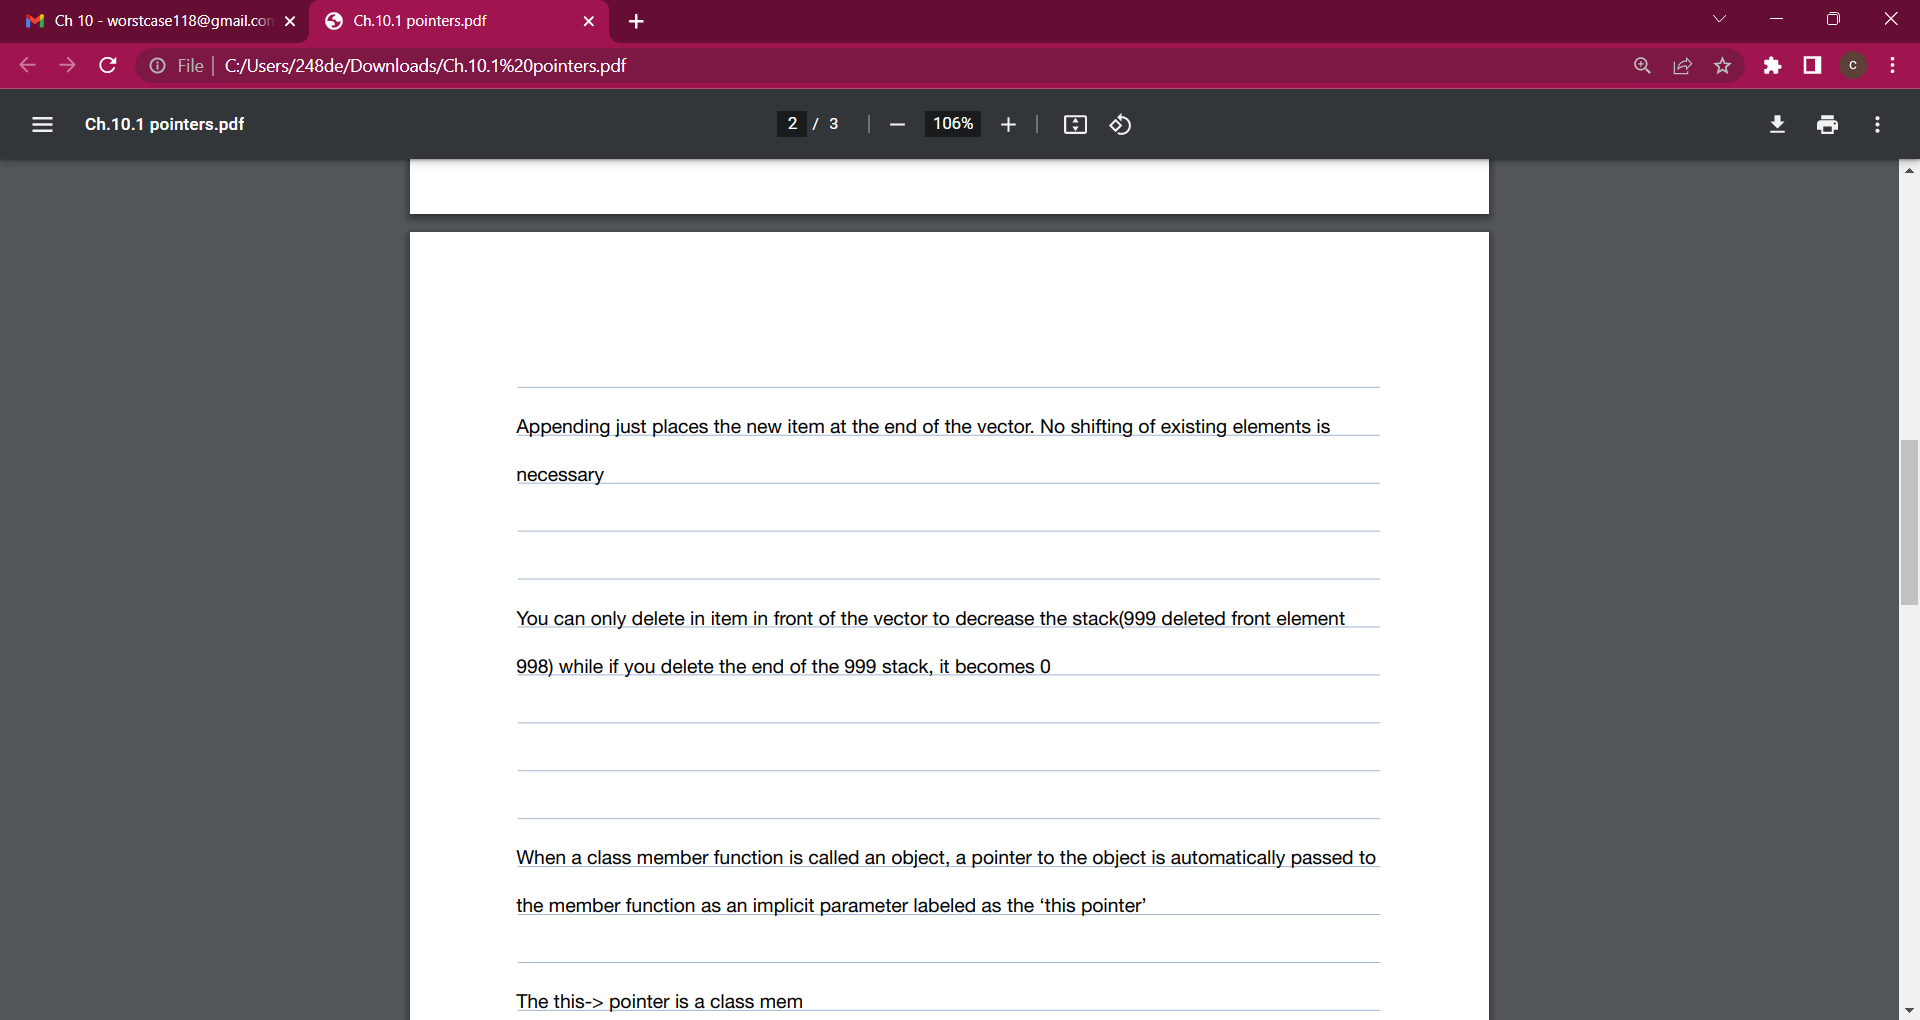 Ch 10 - worstcase118@gmail.con
Ch.10.1 pointers.pdf
File | C:/Users/248de/Downloads/Ch.10.1%20pointers.pdf
C
Ch.10.1 pointers.pdf
2 / 3
106%
Appending just places the new item at the end of the vector. No shifting of existing elements is
necessary
You can only delete in item in front of the vector to decrease the stack(999 deleted front element
998) while if you delete the end of the 999 stack, it becomes 0
When a class member function is called an object, a pointer to the object is automatically passed to
the member function as an implicit parameter labeled as the ‘this pointer’
The this-> pointer is a class mem